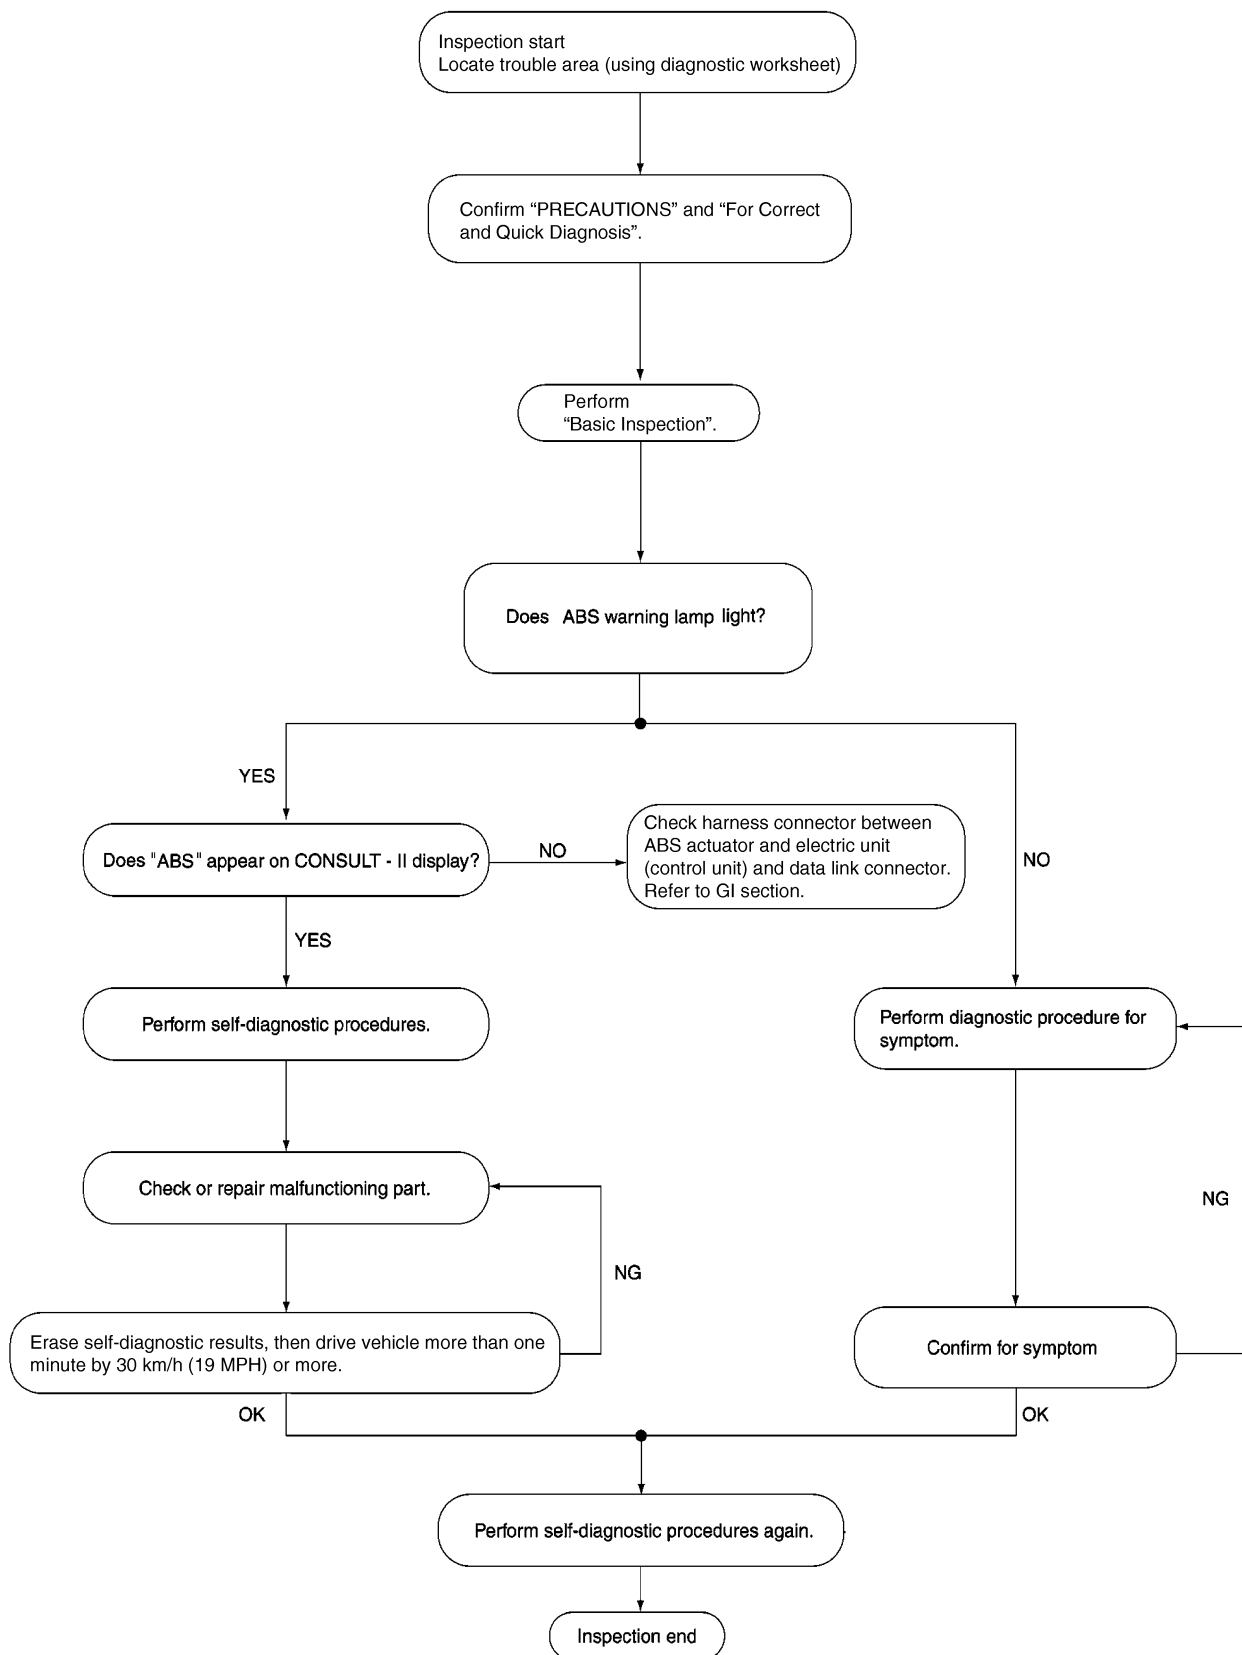 Inspection start
Locate trouble area (using diagnostic worksheet)
Confirm “PRECAUTIONS” and “For Correct
and Quick Diagnosis”.
Perform
“Basic Inspection”.
Does ABS warning lamp light?
YES
NO
Does "ABS" appear on CONSULT - II display?
NO
Check harness connector between
ABS actuator and electric unit
(control unit) and data link connector.
Refer to GI section.
YES
Perform self-diagnostic procedures.
Perform diagnostic procedure for
symptom.
Check or repair malfunctioning part.
NG
NG
Erase self-diagnostic results, then drive vehicle more than one
minute by 30 km/h (19 MPH) or more.
Confirm for symptom
OK
OK
Perform self-diagnostic procedures again.
Inspection end